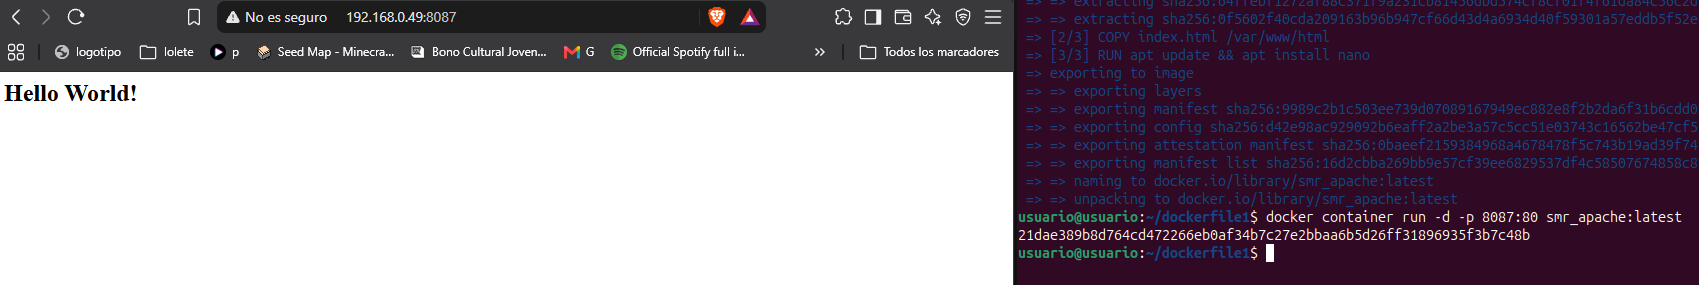 No es seguro 192.168.0.49:8087
logotipo lolete p Seed Map - Minecra... Bono Cultural Joven... G Official Spotify full i... » Todos los marcadores
Hello World!
=> [2/3] COPY index.html /var/www/html
=> [3/3] RUN apt update && apt install nano
=> exporting to image
=> => exporting layers
=> => exporting manifest sha256:9989c2b1c503ee739d07089167949ec882e8f2b2da6f31b6cdd0
=> => exporting config sha256:d42e98ac929092b6eaff2a2be3a57c5cc51e03743c16562be47cf5
=> => exporting attestation manifest sha256:0baeef2159384968a4678478f5c743b19ad39f74
=> => exporting manifest list sha256:16d2cbba269bb9e57cf39ee6829537df4c58507674858c8
=> => naming to docker.io/library/smr_apache:latest
=> => unpacking to docker.io/library/smr_apache:latest
usuario@usuario:~/dockerfile1$ docker container run -d -p 8087:80 smr_apache:latest
21dae389b8d764cd472266eb0af34b7c27e2bbaa6b5d26ff31896935f3b7c48b
usuario@usuario:~/dockerfile1$